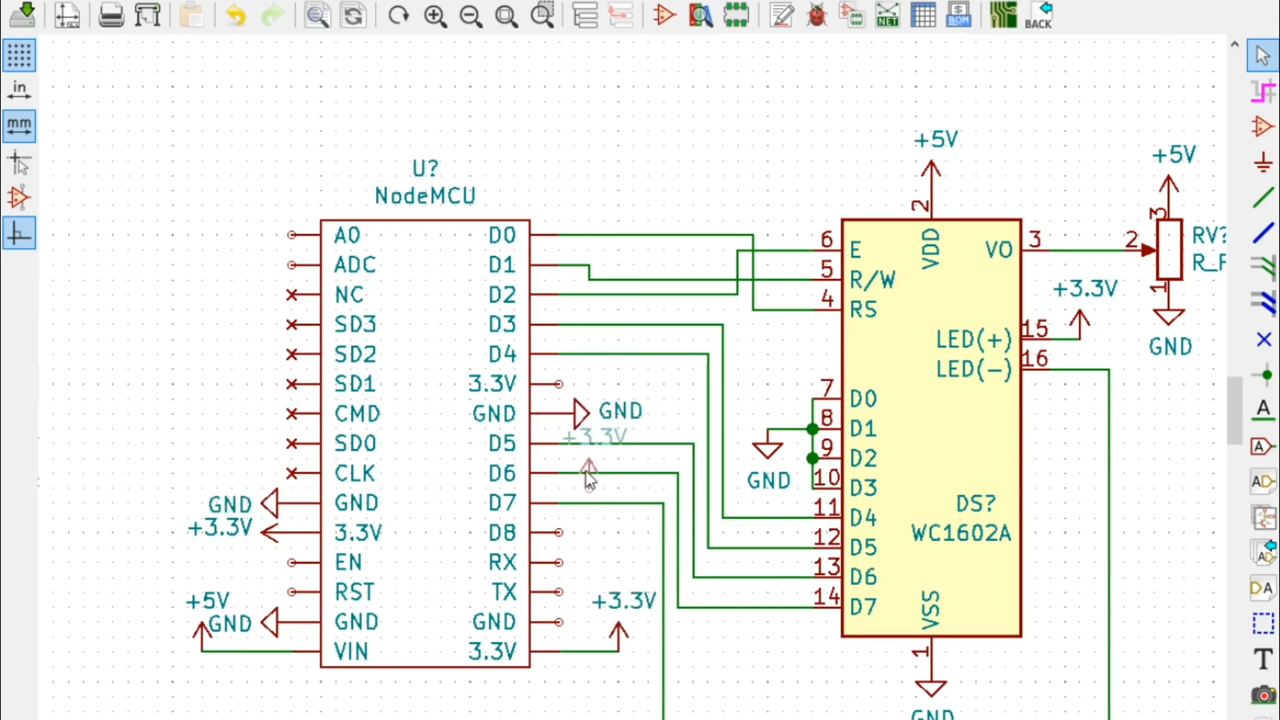 BACK
NET
BOM
in
mm
U?
NodeMCU
A0
ADC
NC
SD3
SD2
SD1
CMD
SD0
CLK
GND
3.3V
EN
RST
GND
VIN
D0
D1
D2
D3
D4
3.3V
GND
D5
D6
D7
D8
RX
TX
GND
3.3V
GND
+3.3V
+5V
GND
GND
+3.3V
+3.3V
+5V
2
VDD
6 E
5 R/W
4 RS
7 D0
8 D1
9 D2
10 D3
11 D4
12 D5
13 D6
14 D7
GND
VO 3
LED(+) 15
LED(-) 16
DS?
WC1602A
VSS
1
GND
+3.3V
+5V
3
2
1
RV?
GND
A
A
T